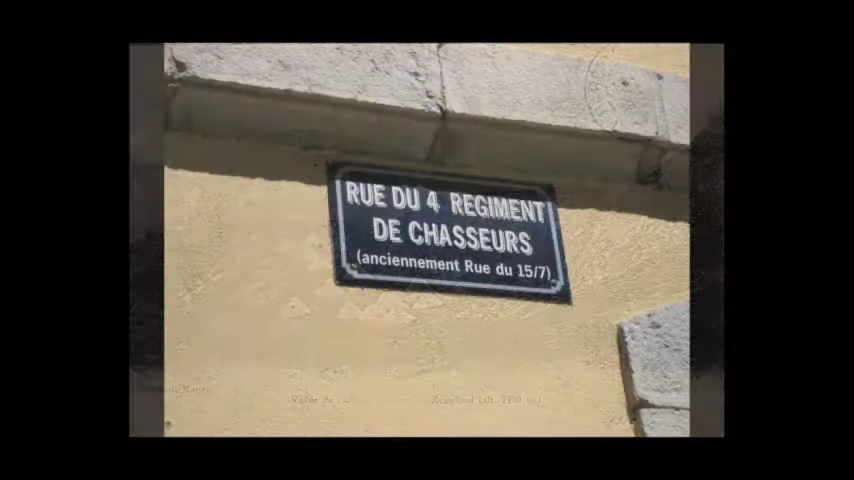 RUE DU 4 REGIMENT
DE CHASSEURS
(anciennement Rue du 15/7)